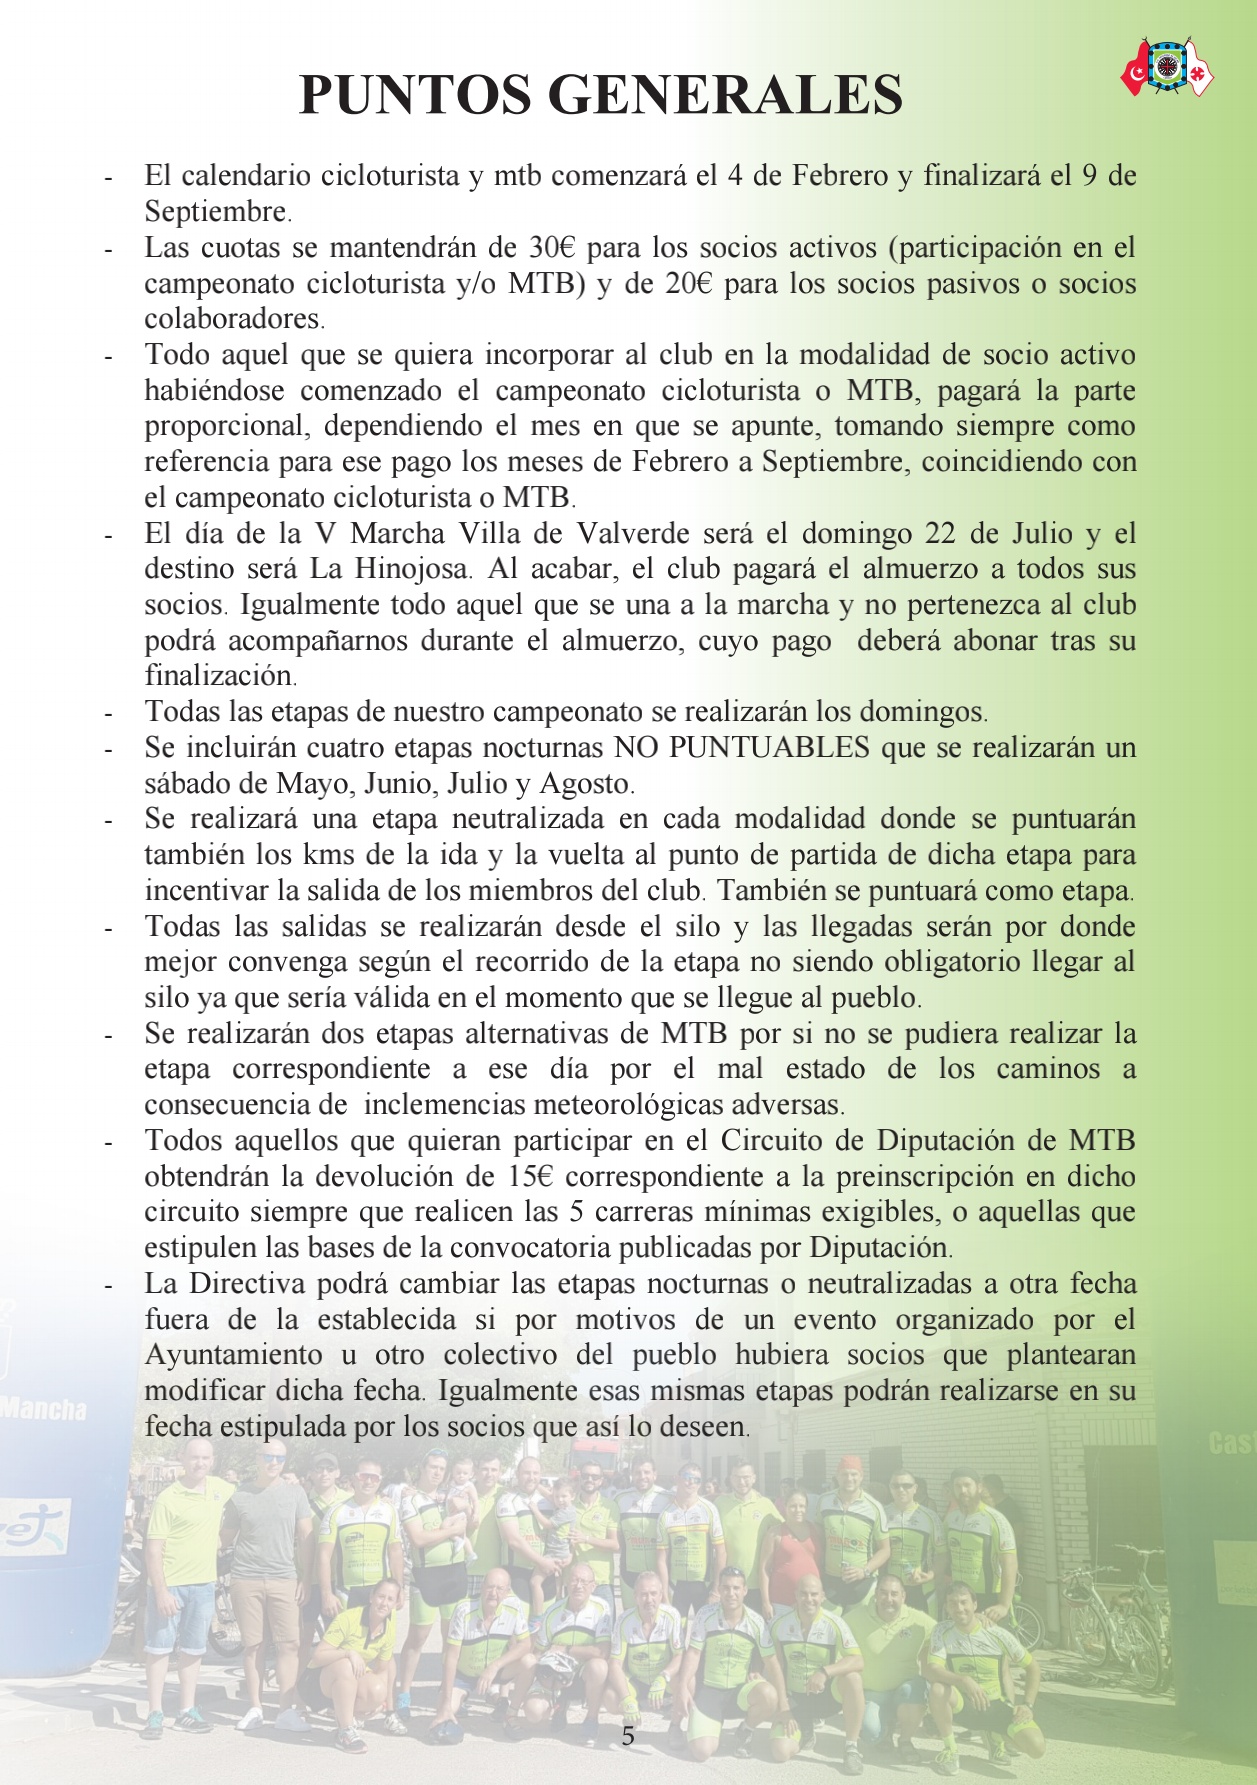 PUNTOS GENERALES
- El calendario cicloturista y mtb comenzará el 4 de Febrero y finalizará el 9 de
Septiembre.
- Las cuotas se mantendrán de 30€ para los socios activos (participación en el
campeonato cicloturista y/o MTB) y de 20€ para los socios pasivos o socios
colaboradores.
- Todo aquel que se quiera incorporar al club en la modalidad de socio activo
habiéndose comenzado el campeonato cicloturista o MTB, pagará la parte
proporcional, dependiendo el mes en que se apunte, tomando siempre como
referencia para ese pago los meses de Febrero a Septiembre, coincidiendo con
el campeonato cicloturista o MTB.
- El día de la V Marcha Villa de Valverde será el domingo 22 de Julio y el
destino será La Hinojosa. Al acabar, el club pagará el almuerzo a todos sus
socios. Igualmente todo aquel que se una a la marcha y no pertenezca al club
podrá acompañarnos durante el almuerzo, cuyo pago deberá abonar tras su
finalización.
- Todas las etapas de nuestro campeonato se realizarán los domingos.
- Se incluirán cuatro etapas nocturnas NO PUNTUABLES que se realizarán un
sábado de Mayo, Junio, Julio y Agosto.
- Se realizará una etapa neutralizada en cada modalidad donde se puntuarán
también los kms de la ida y la vuelta al punto de partida de dicha etapa para
incentivar la salida de los miembros del club. También se puntuará como etapa.
- Todas las salidas se realizarán desde el silo y las llegadas serán por donde
mejor convenga según el recorrido de la etapa no siendo obligatorio llegar al
silo ya que sería válida en el momento que se llegue al pueblo.
- Se realizarán dos etapas alternativas de MTB por si no se pudiera realizar la
etapa correspondiente a ese día por el mal estado de los caminos a
consecuencia de inclemencias meteorológicas adversas.
- Todos aquellos que quieran participar en el Circuito de Diputación de MTB
obtendrán la devolución de 15€ correspondiente a la preinscripción en dicho
circuito siempre que realicen las 5 carreras mínimas exigibles, o aquellas que
estipulen las bases de la convocatoria publicadas por Diputación.
- La Directiva podrá cambiar las etapas nocturnas o neutralizadas a otra fecha
fuera de la establecida si por motivos de un evento organizado por el
Ayuntamiento u otro colectivo del pueblo hubiera socios que plantearan
modificar dicha fecha. Igualmente esas mismas etapas podrán realizarse en su
fecha estipulada por los socios que así lo deseen.
Mancha
Cas
5